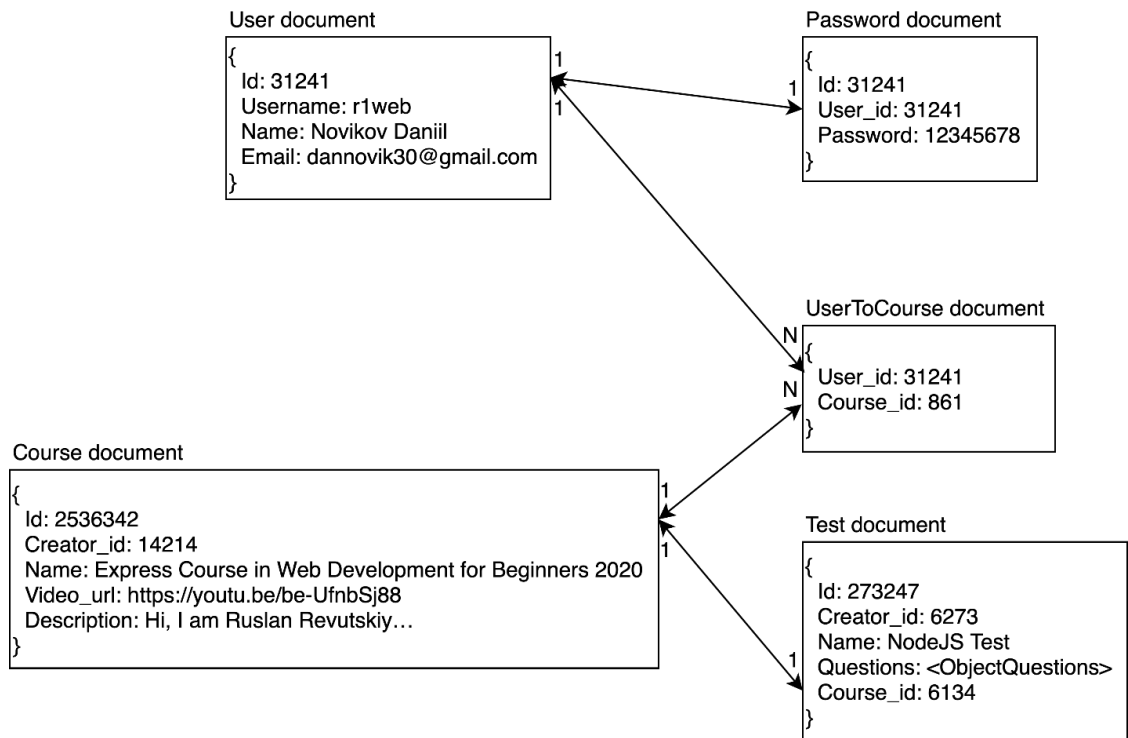 User document
{
Id: 31241
Username: r1web
Name: Novikov Daniil
Email: dannovik30@gmail.com
}
1
1
Password document
1
{
Id: 31241
User_id: 31241
Password: 12345678
}
UserToCourse document
N
N
{
User_id: 31241
Course_id: 861
}
Course document
{
Id: 2536342
Creator_id: 14214
Name: Express Course in Web Development for Beginners 2020
Video_url: https://youtu.be/be-UfnbSj88
Description: Hi, I am Ruslan Revutskiy…
}
1
1
Test document
1
{
Id: 273247
Creator_id: 6273
Name: NodeJS Test
Questions: <ObjectQuestions>
Course_id: 6134
}